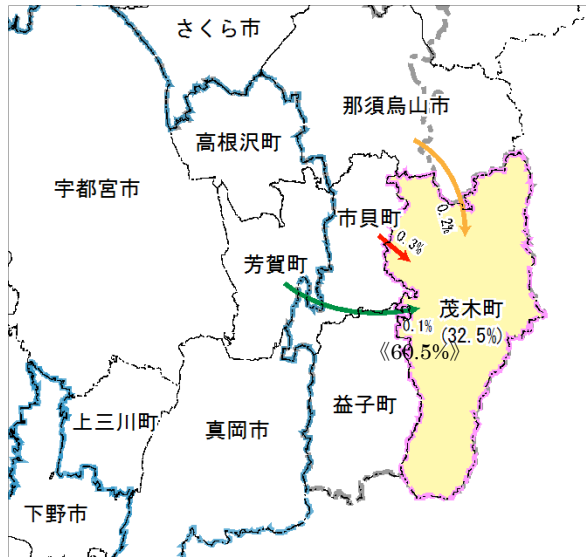 さくら市
那須烏山市
高根沢町
宇都宮市
0.2%
市貝町
0.3%
芳賀町
茂木町
0.1%
(32.5%)
《60.5%》
益子町
上三川町
真岡市
下野市